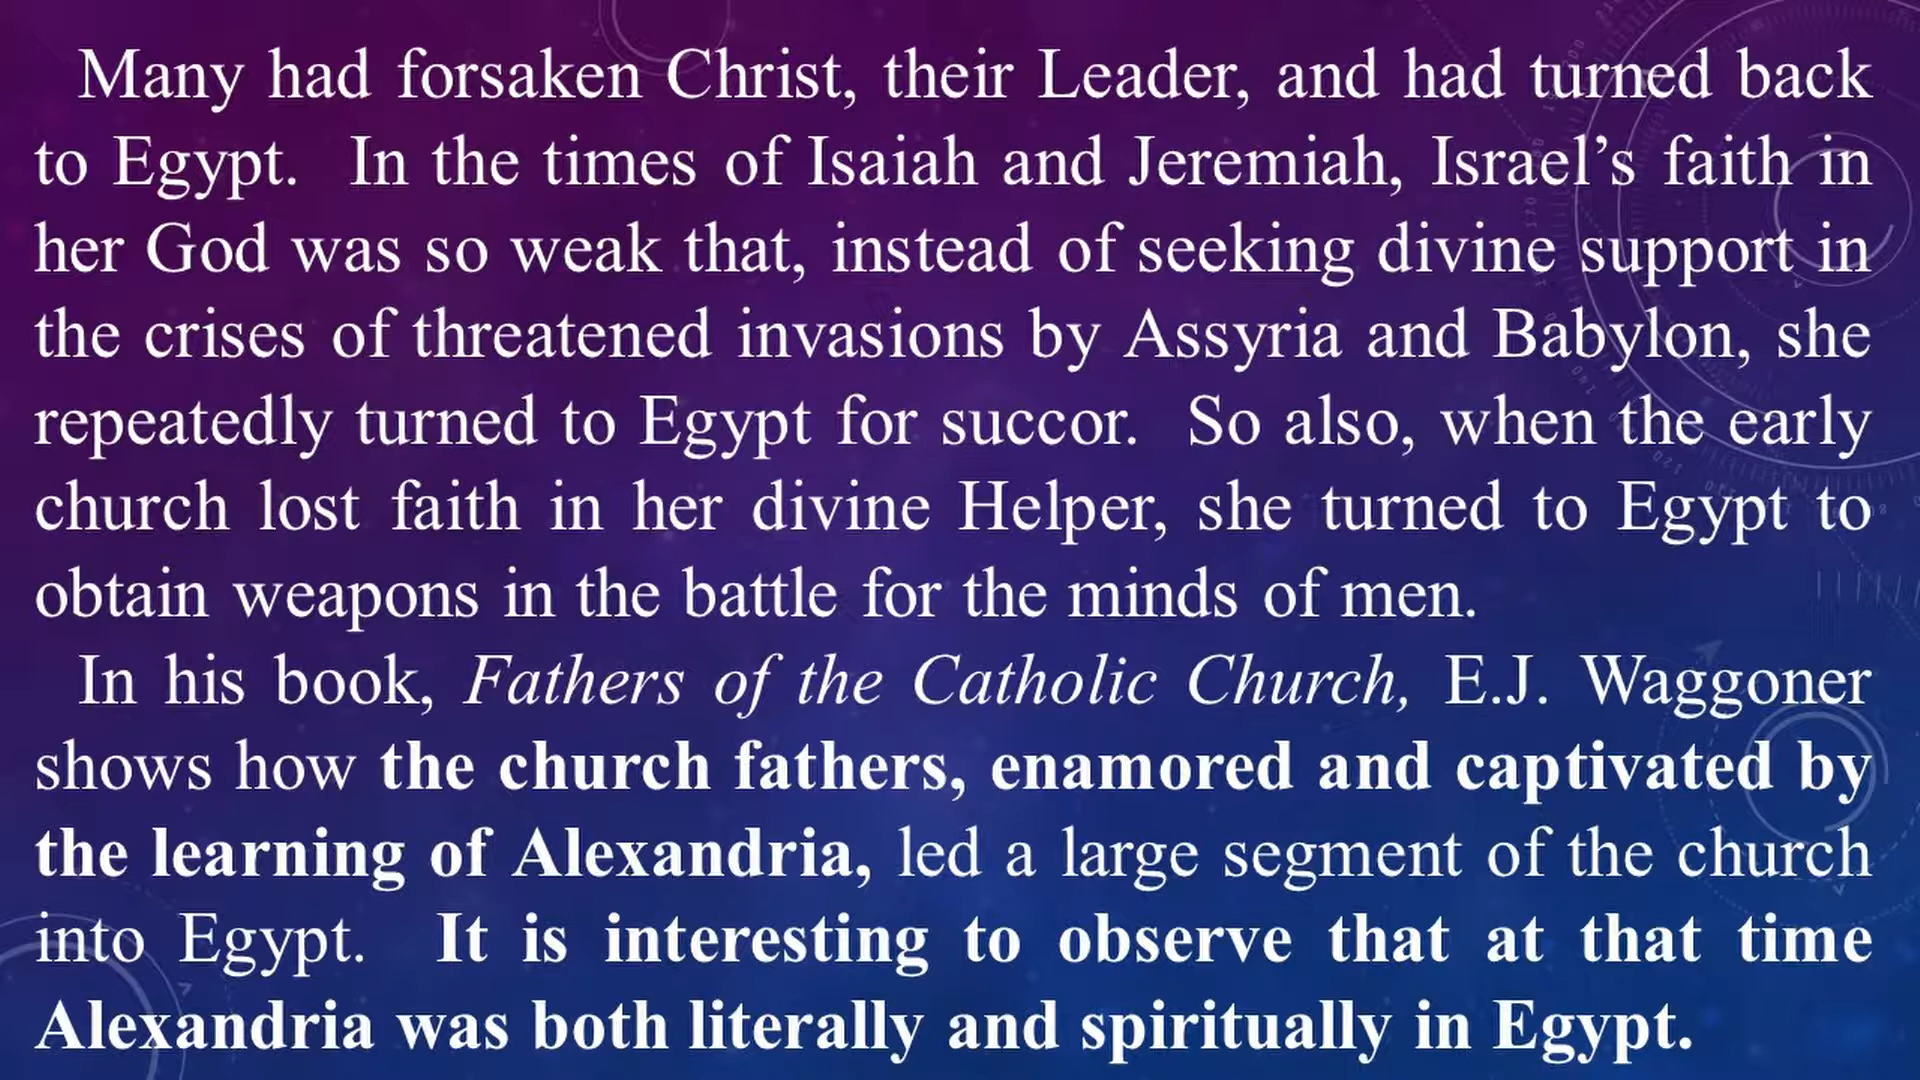 Many had forsaken Christ, their Leader, and had turned back
to Egypt.  In the times of Isaiah and Jeremiah, Israel’s faith in
her God was so weak that, instead of seeking divine support in
the crises of threatened invasions by Assyria and Babylon, she
repeatedly turned to Egypt for succor.  So also, when the early
church lost faith in her divine Helper, she turned to Egypt to
obtain weapons in the battle for the minds of men.
In his book, Fathers of the Catholic Church, E.J. Waggoner
shows how the church fathers, enamored and captivated by
the learning of Alexandria, led a large segment of the church
into Egypt.  It is interesting to observe that at that time
Alexandria was both literally and spiritually in Egypt.